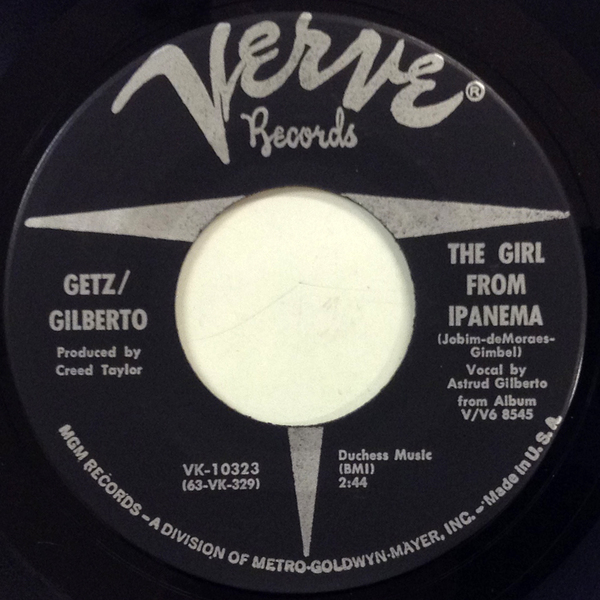 Verve®
Records
GETZ/
GILBERTO
Produced by
Creed Taylor
THE GIRL
FROM
IPANEMA
(Jobim-deMoraes-
Gimbel)
Vocal by
Astrud Gilberto
from Album
V/V6 8545
VK-10323
(63-VK-329)
Duchess Music
(BMI)
2:44
MGM RECORDS – A DIVISION OF METRO-GOLDWYN-MAYER, INC. – Made in U.S.A.